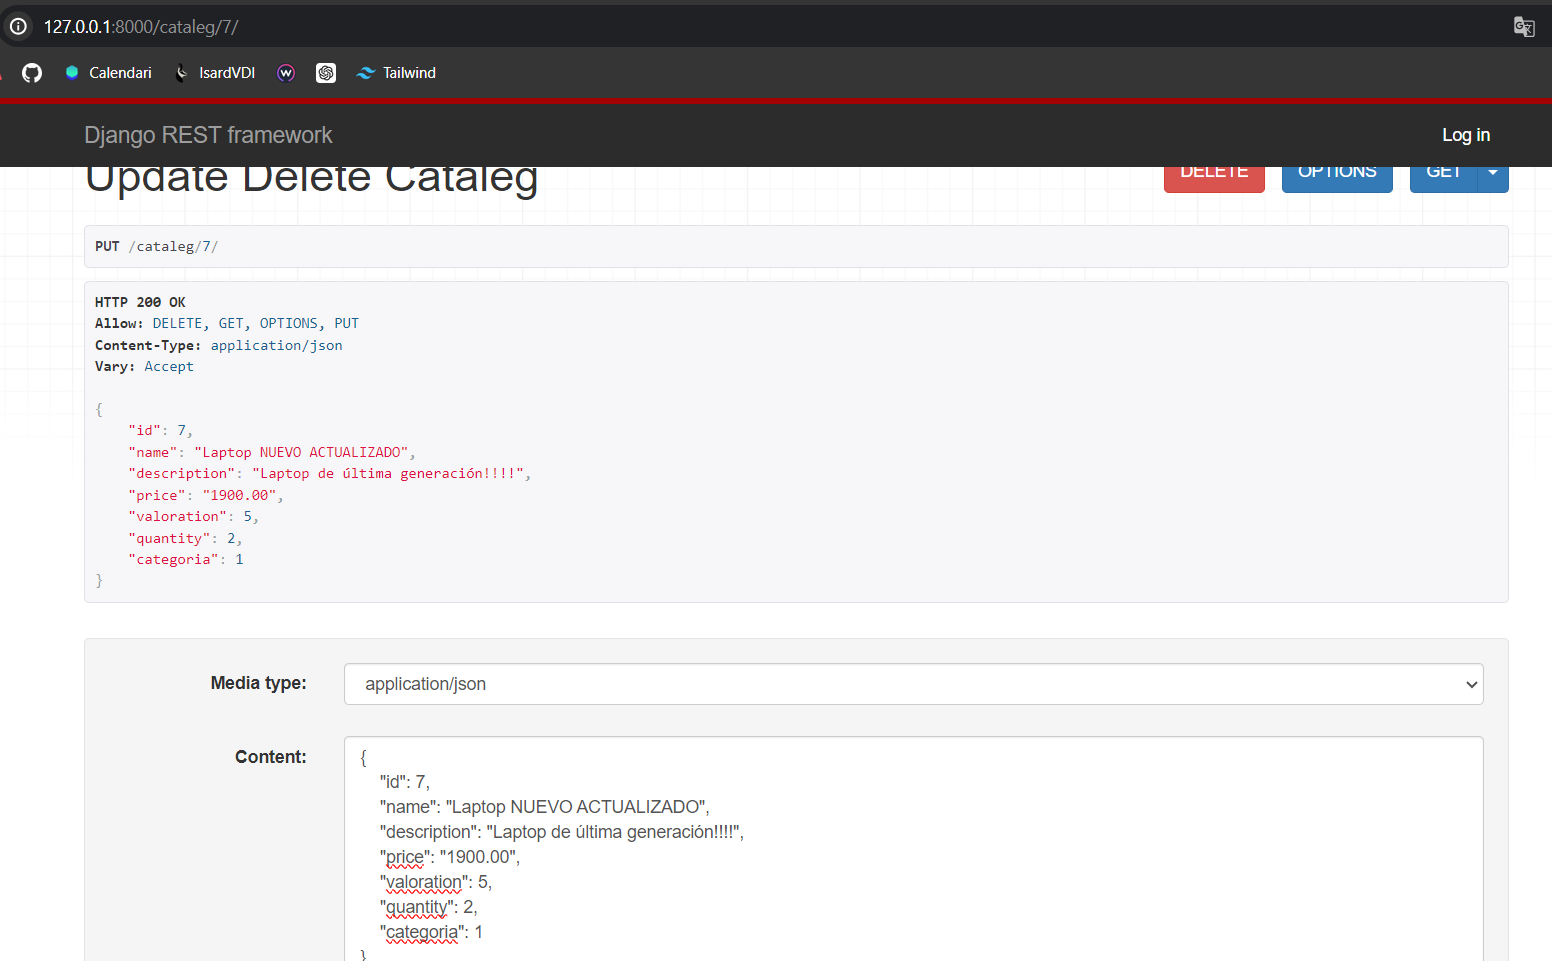 127.0.0.1:8000/cataleg/7/
Calendari IsardVDI Tailwind
Django REST framework Log in
Update Delete Cataleg DELETE OPTIONS GET
PUT /cataleg/7/
HTTP 200 OK
Allow: DELETE, GET, OPTIONS, PUT
Content-Type: application/json
Vary: Accept
{
"id": 7,
"name": "Laptop NUEVO ACTUALIZADO",
"description": "Laptop de última generación!!!!",
"price": "1900.00",
"valoration": 5,
"quantity": 2,
"categoria": 1
}
Media type: application/json
Content: {
"id": 7,
"name": "Laptop NUEVO ACTUALIZADO",
"description": "Laptop de última generación!!!!",
"price": "1900.00",
"valoration": 5,
"quantity": 2,
"categoria": 1
}